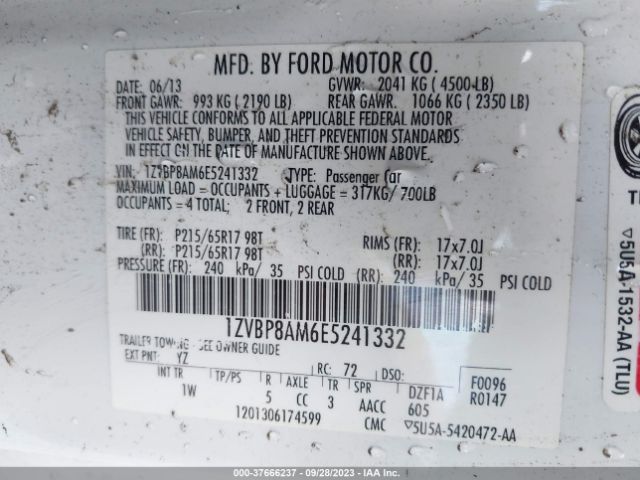 MFD. BY FORD MOTOR CO.
DATE: 06/13 GVWR: 2041 KG ( 4500 LB)
FRONT GAWR: 993 KG ( 2190 LB) REAR GAWR: 1066 KG ( 2350 LB)
THIS VEHICLE CONFORMS TO ALL APPLICABLE FEDERAL MOTOR
VEHICLE SAFETY, BUMPER, AND THEFT PREVENTION STANDARDS
IN EFFECT ON THE DATE OF MANUFACTURE SHOWN ABOVE.
VIN: 1ZVBP8AM6E5241332 TYPE: Passenger Car
MAXIMUM LOAD = OCCUPANTS + LUGGAGE = 317KG/ 700LB
OCCUPANTS = 4 TOTAL; 2 FRONT, 2 REAR
TIRE (FR): P215/65R17 98T RIMS (FR): 17x7.0J
(RR): P215/65R17 98T (RR): 17x7.0J
PRESSURE (FR): 240 kPa/ 35 PSI COLD (RR): 240 kPa/ 35 PSI COLD
1ZVBP8AM6E5241332
TRAILER TOWING - SEE OWNER GUIDE
EXT PNT: YZ RC: 72 DSO:
INT TR TP/PS R AXLE TR SPR DZF1A F0096
1W 5 CC 3 AACC 605 R0147
1201306174599 CMC ▽5U5A-5420472-AA
▽5U5A-1532-AA (TLU)
000-37666237 - 09/28/2023 - IAA, LLC.